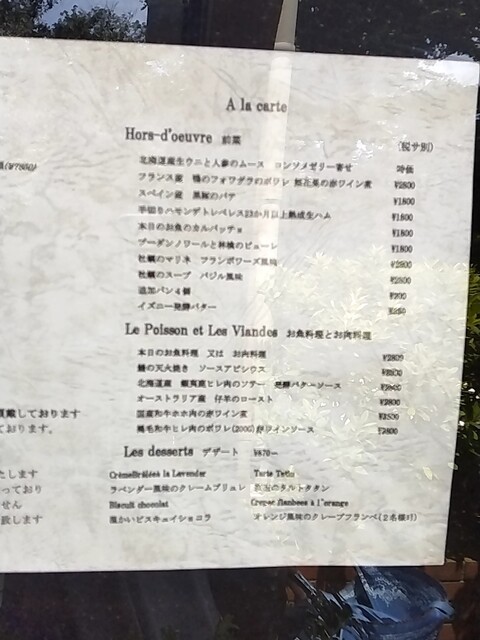 A la carte
Hors-d'oeuvre 前菜
(税サ別)
北海道産生ウニと人参のムース コンソメゼリー寄せ 時価
フランス産 鴨のフォワグラのポワレ 無花果の赤ワイン煮 ¥2800
スペイン産 黒豚のパテ ¥1800
手切りハモンデトレベレス23か月以上熟成生ハム ¥1800
本日のお魚のカルパッチョ ¥1800
ブーダンノワールと林檎のピューレ ¥1800
牡蠣のマリネ フランボワーズ風味
牡蠣のスープ バジル風味
追加パン4個
イズニー発酵バター
Le Poisson et Les Viandes お魚料理とお肉料理
本日のお魚料理 又は お肉料理 ¥2800
鰻の天火焼き ソースアピシウス
北海道産 蝦夷鹿ヒレ肉のソテー 発酵バターソース
オーストラリア産 仔羊のロースト
国産和牛ホホ肉の赤ワイン煮
褐毛和牛ヒレ肉のポワレ(200G)赤ワインソース
頂戴しております
ております。
Les desserts デザート ¥870
CrèmeBrûléeà la Lavender Tarte Tatin
ラベンダー風味のクレームブリュレ タルトタタン
Biscuit chocolat Crepes flambees à l'orange
温かいビスキュイショコラ オレンジ風味のクレープフランベ(2名様)
たします
っており
せん
致します